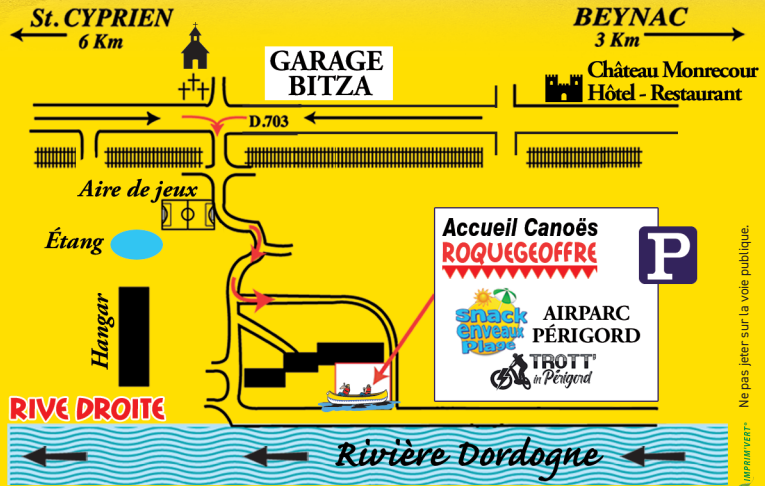 St. CYPRIEN
6 Km
BEYNAC
3 Km
GARAGE
BITZA
Château Monrecour
Hôtel - Restaurant
D.703
Aire de jeux
Étang
Hangar
Accueil Canoës
ROQUEGEOFFRE
P
snack
enveaux
Plage
AIRPARC
PÉRIGORD
TROTT'
in Périgord
RIVE DROITE
Rivière Dordogne
Ne pas jeter sur la voie publique.
IMPRIM'VERT®